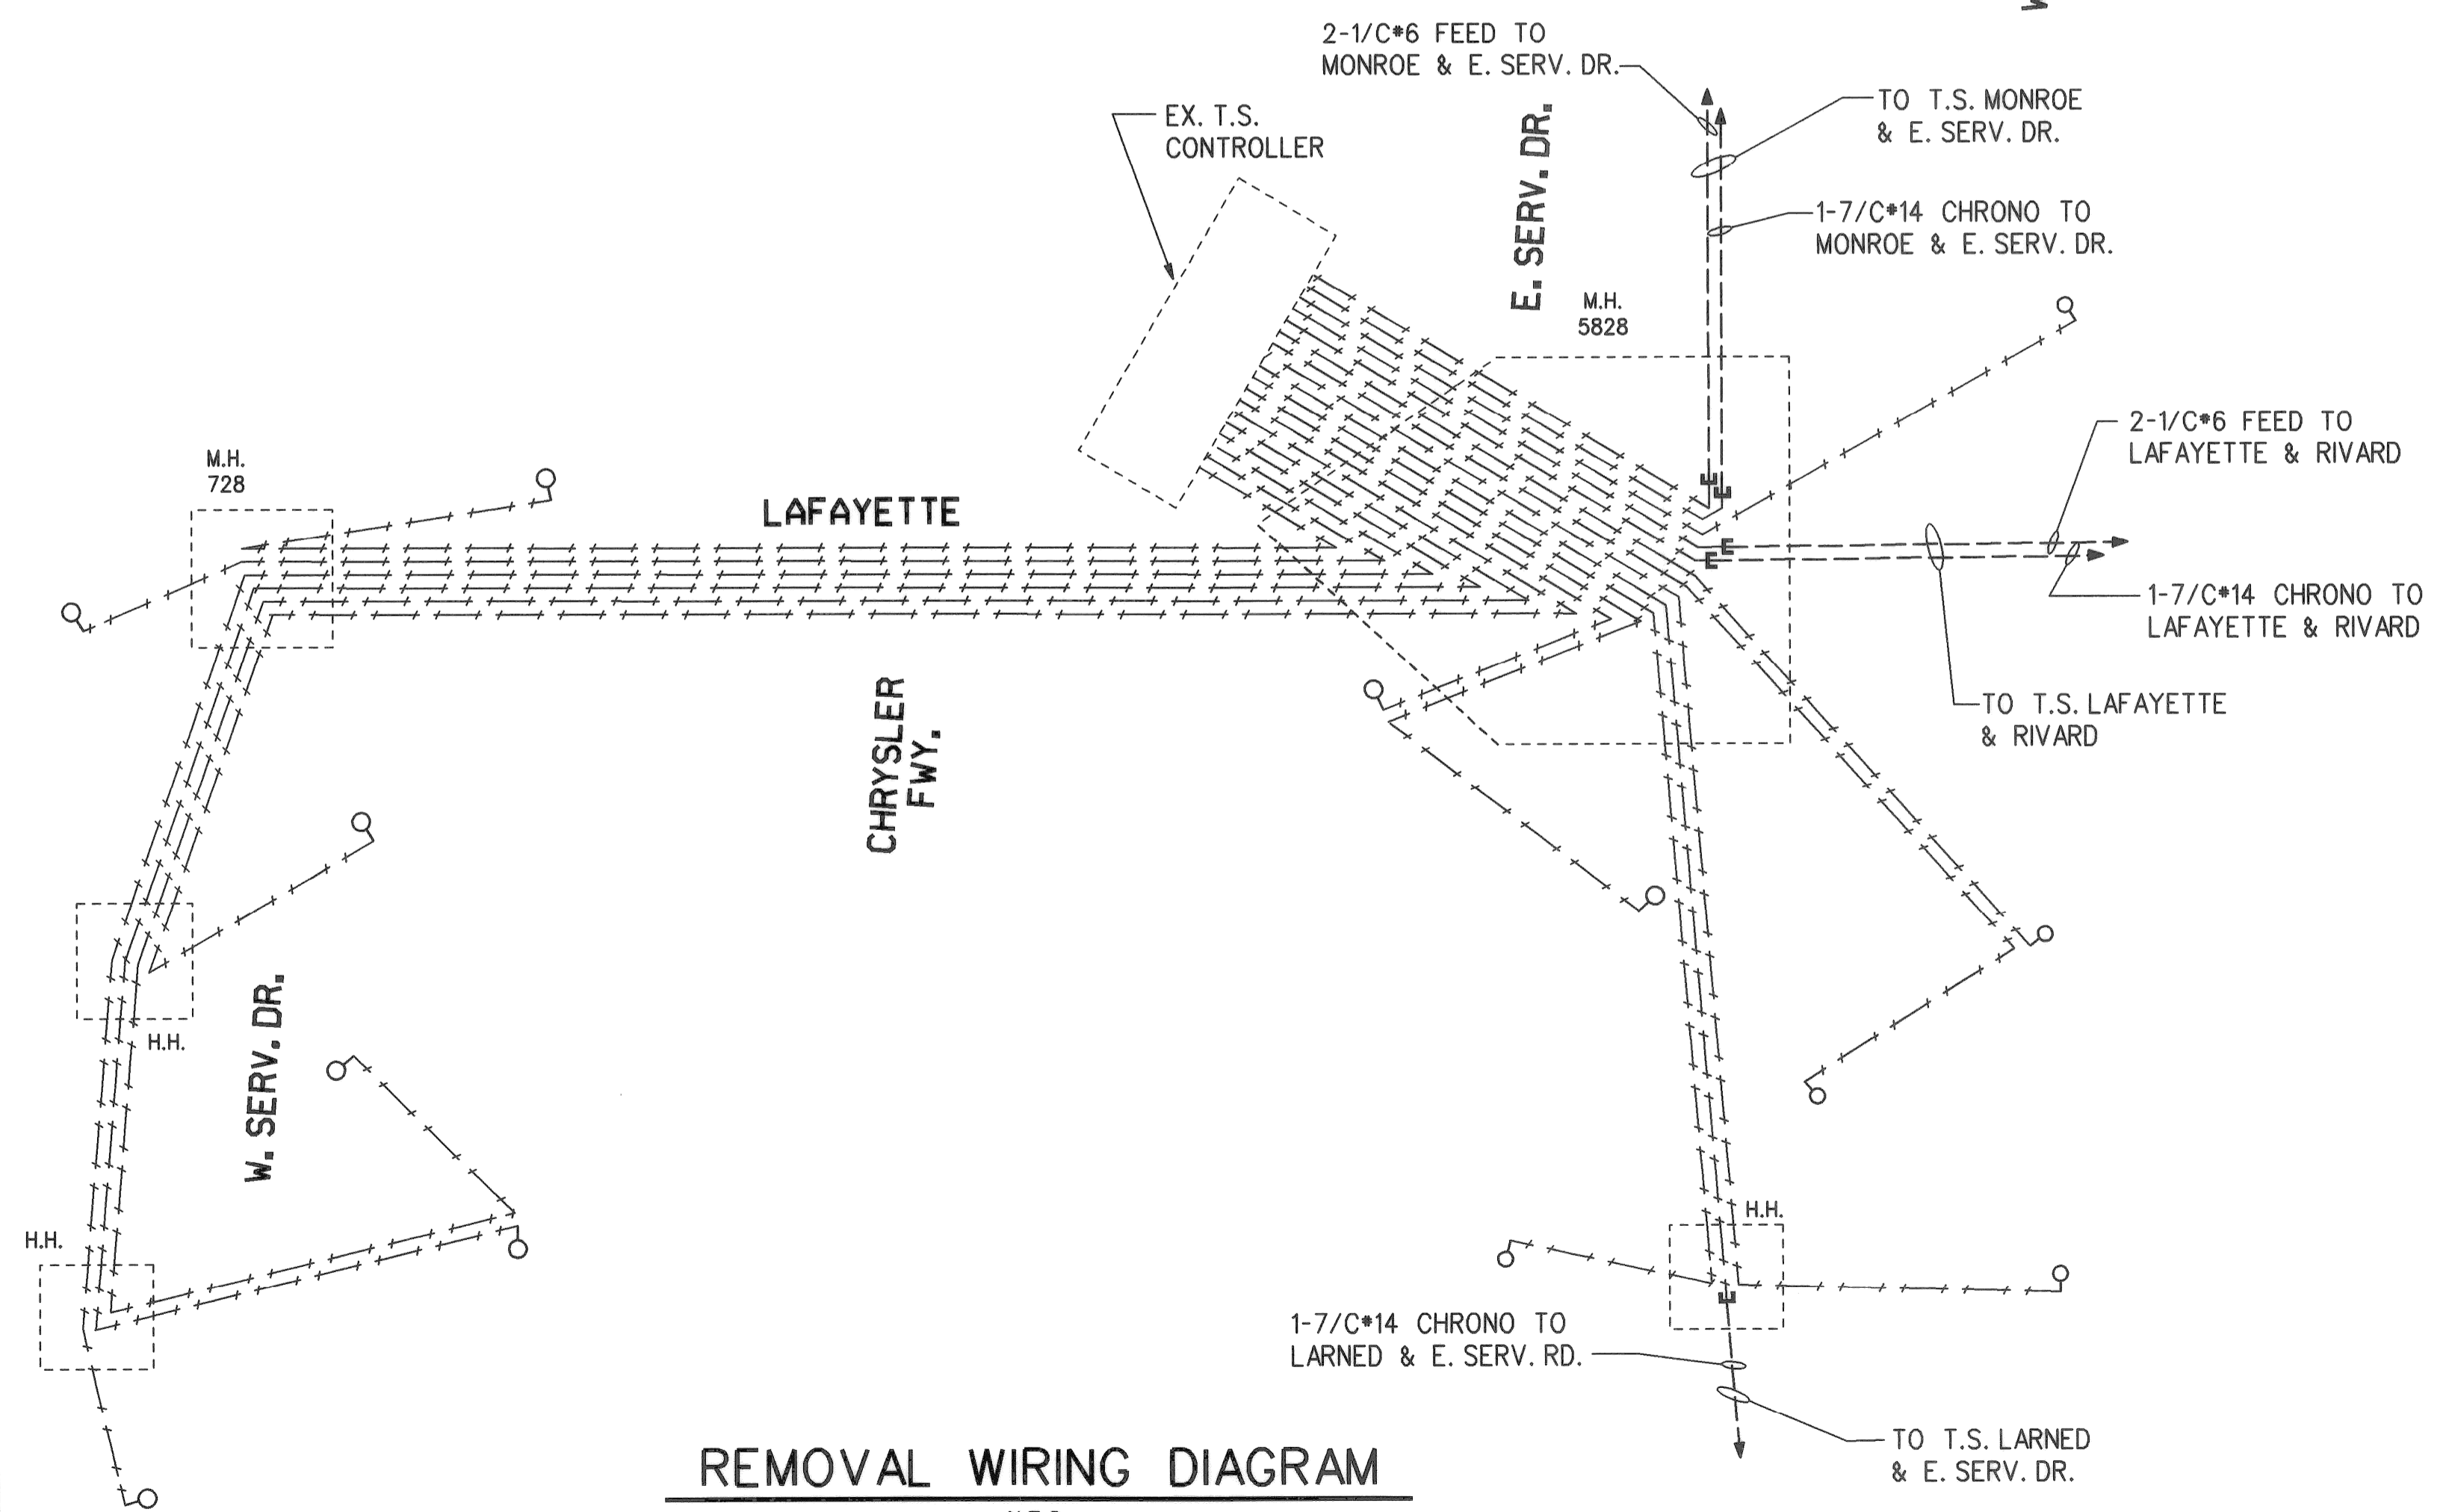 2-1/C#6 FEED TO
MONROE & E. SERV. DR.
EX. T.S.
CONTROLLER
E. SERV. DR.
TO T.S. MONROE
& E. SERV. DR.
1-7/C#14 CHRONO TO
MONROE & E. SERV. DR.
M.H.
5828
2-1/C#6 FEED TO
LAFAYETTE & RIVARD
M.H.
728
LAFAYETTE
1-7/C#14 CHRONO TO
LAFAYETTE & RIVARD
TO T.S. LAFAYETTE
& RIVARD
CHRYSLER
FWY.
H.H.
W. SERV. DR.
H.H.
H.H.
1-7/C#14 CHRONO TO
LARNED & E. SERV. RD.
TO T.S. LARNED
& E. SERV. DR.
REMOVAL WIRING DIAGRAM